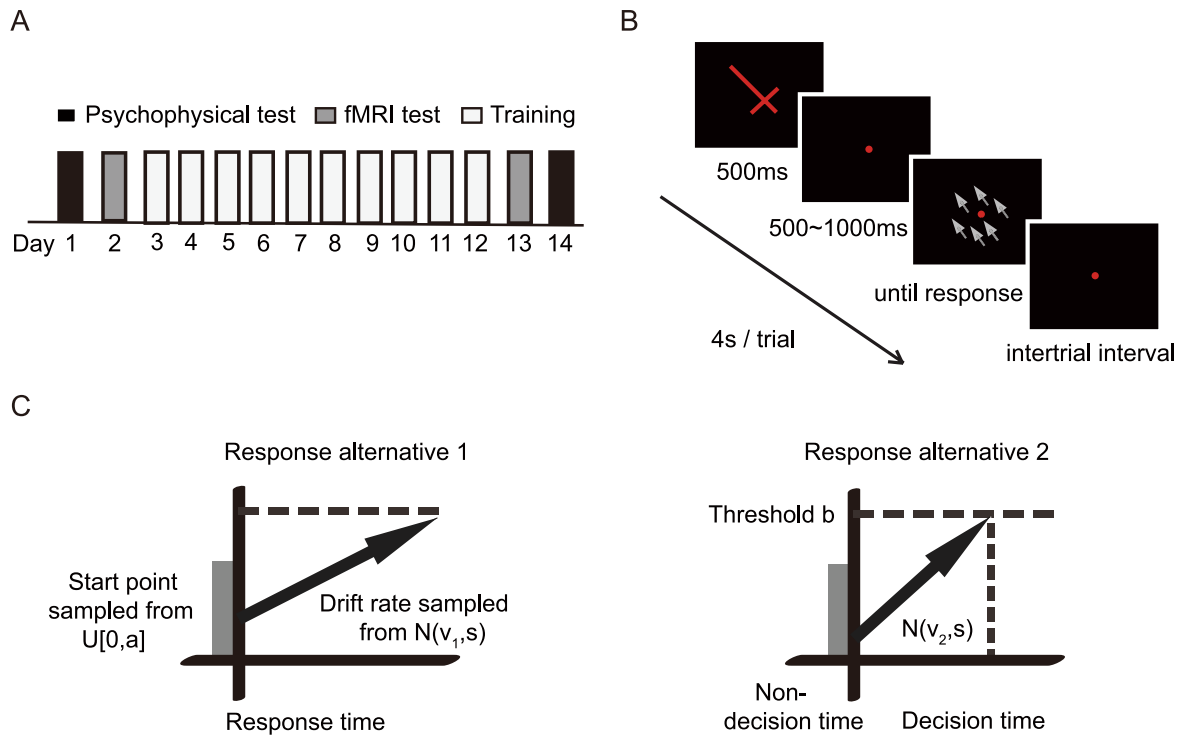 A
Psychophysical test fMRI test Training
Day 1 2 3 4 5 6 7 8 9 10 11 12 13 14
B
500ms
500~1000ms
until response
4s / trial
intertrial interval
C
Response alternative 1
Start point
sampled from
U[0,a]
Drift rate sampled
from N(v₁,s)
Response time
Response alternative 2
Threshold b
N(v₂,s)
Non-
decision time
Decision time